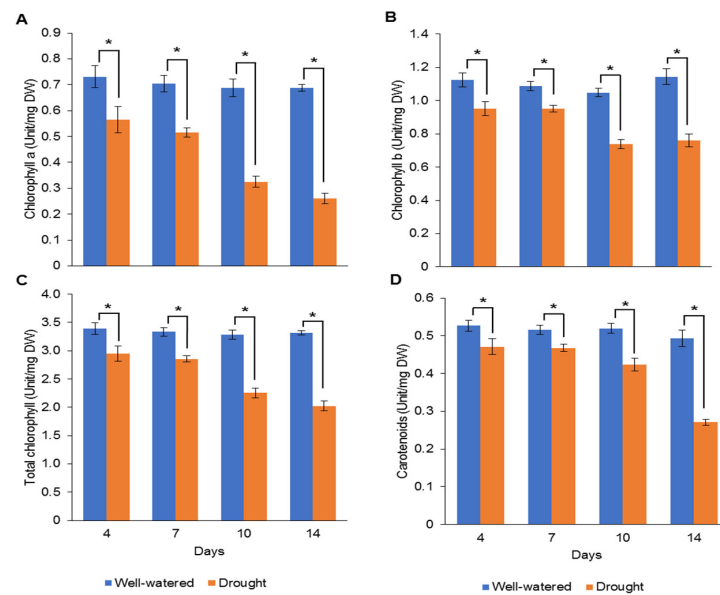 A
Chlorophyll a (Unit/mg DW)
0.9
0.8
0.7
0.6
0.5
0.4
0.3
0.2
0.1
0
* * * *
B
Chlorophyll b (Unit/mg DW)
1.4
1.2
1.0
0.8
0.6
0.4
0.2
0
* * * *
C
Total chlorophyll (Unit/mg DW)
4.0
3.5
3.0
2.5
2.0
1.5
1.0
0.5
0
* * * *
4 7 10 14
Days
Well-watered Drought
D
Carotenoids (Unit/mg DW)
0.6
0.5
0.4
0.3
0.2
0.1
0
* * * *
4 7 10 14
Days
Well-watered Drought